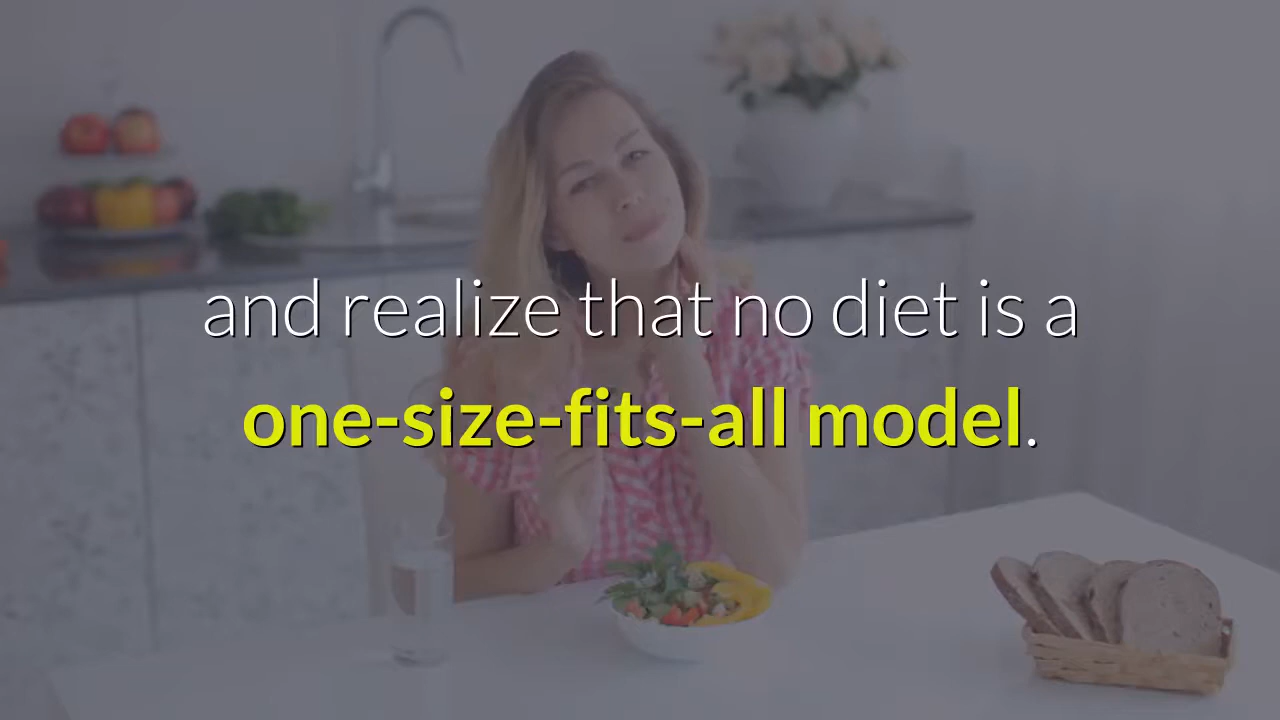 and realize that no diet is a
one-size-fits-all model.